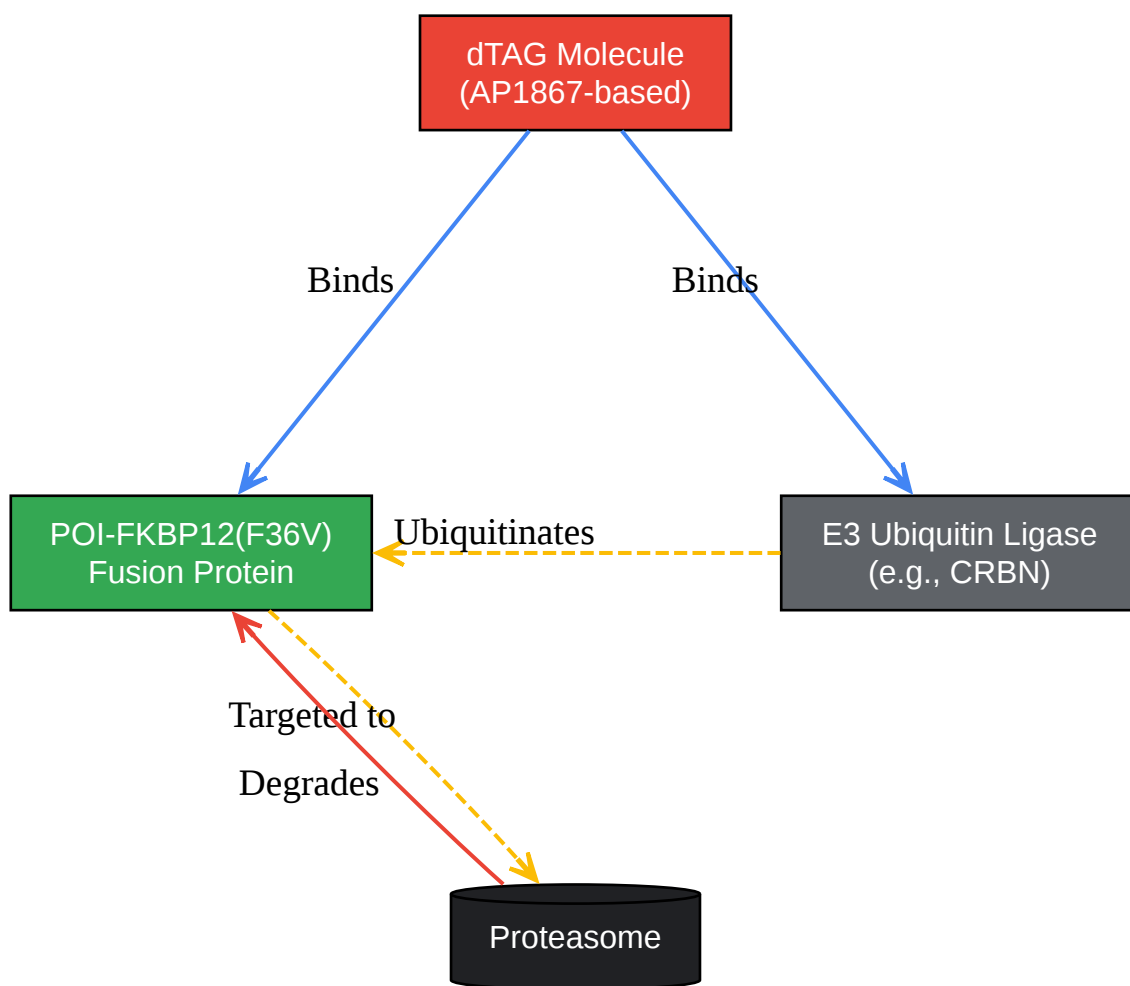 dTAG Molecule
(AP1867-based)
Binds
Binds
POI-FKBP12(F36V)
Fusion Protein
Ubiquitinates
E3 Ubiquitin Ligase
(e.g., CRBN)
Targeted to
Degrades
Proteasome